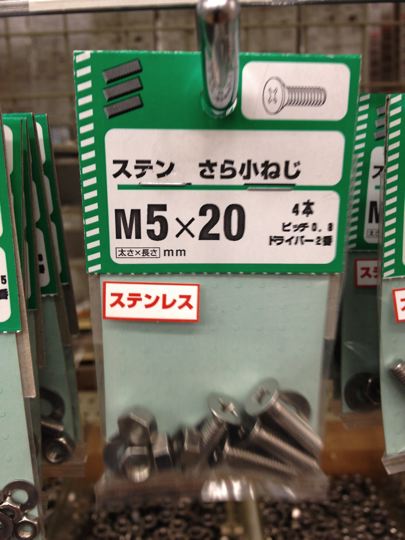 ステン さら小ねじ
M5×20
4本
ピッチ0.8
ドライバー2番
太さ×長さ mm
ステンレス